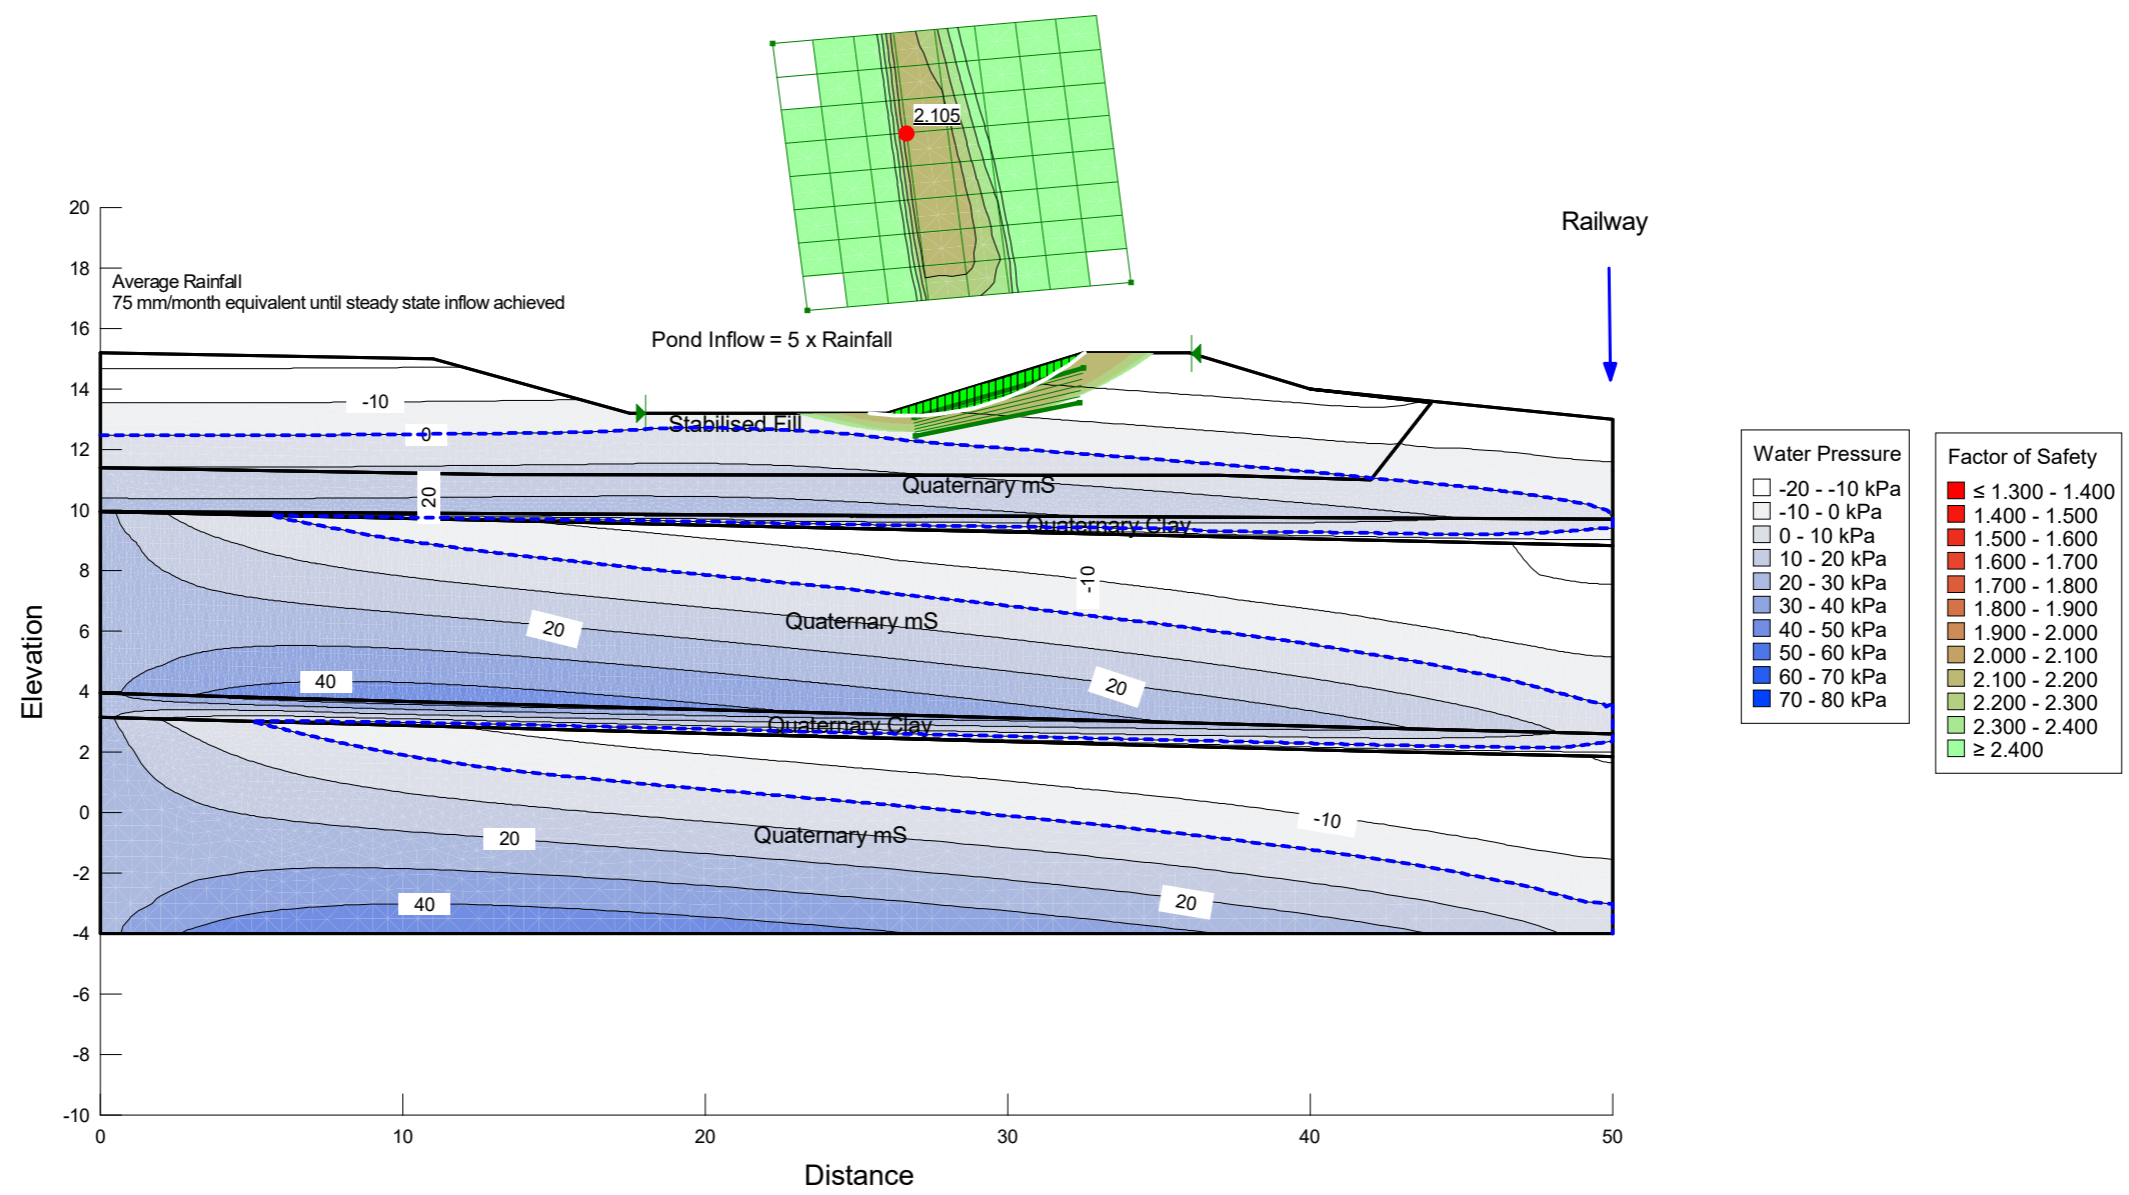 2.105
Railway
20
18
16
14
12
10
8
6
4
2
0
-2
-4
-6
-8
-10
Elevation
Average Rainfall
75 mm/month equivalent until steady state inflow achieved
Pond Inflow = 5 x Rainfall
-10
0
Stabilised Fill
20
Quaternary mS
Quaternary Clay
-10
Quaternary mS
20
40
20
Quaternary Clay
-10
Quaternary mS
20
40
20
0
10
20
30
40
50
Distance
Water Pressure
-20 - -10 kPa
-10 - 0 kPa
0 - 10 kPa
10 - 20 kPa
20 - 30 kPa
30 - 40 kPa
40 - 50 kPa
50 - 60 kPa
60 - 70 kPa
70 - 80 kPa
Factor of Safety
≤ 1.300 - 1.400
1.400 - 1.500
1.500 - 1.600
1.600 - 1.700
1.700 - 1.800
1.800 - 1.900
1.900 - 2.000
2.000 - 2.100
2.100 - 2.200
2.200 - 2.300
2.300 - 2.400
≥ 2.400